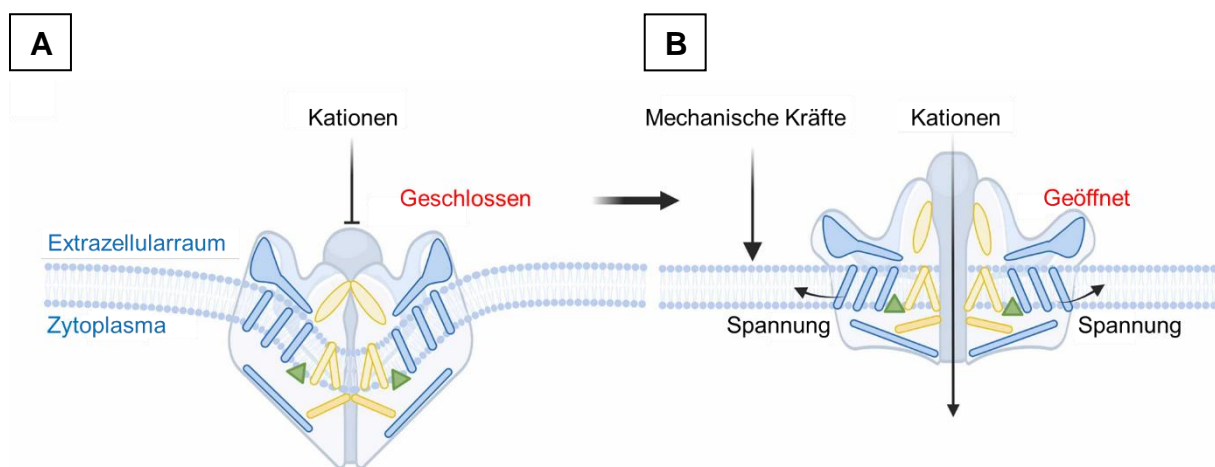 A
B
Kationen
Mechanische Kräfte
Kationen
Geschlossen
Geöffnet
Extrazellularraum
Zytoplasma
Spannung
Spannung